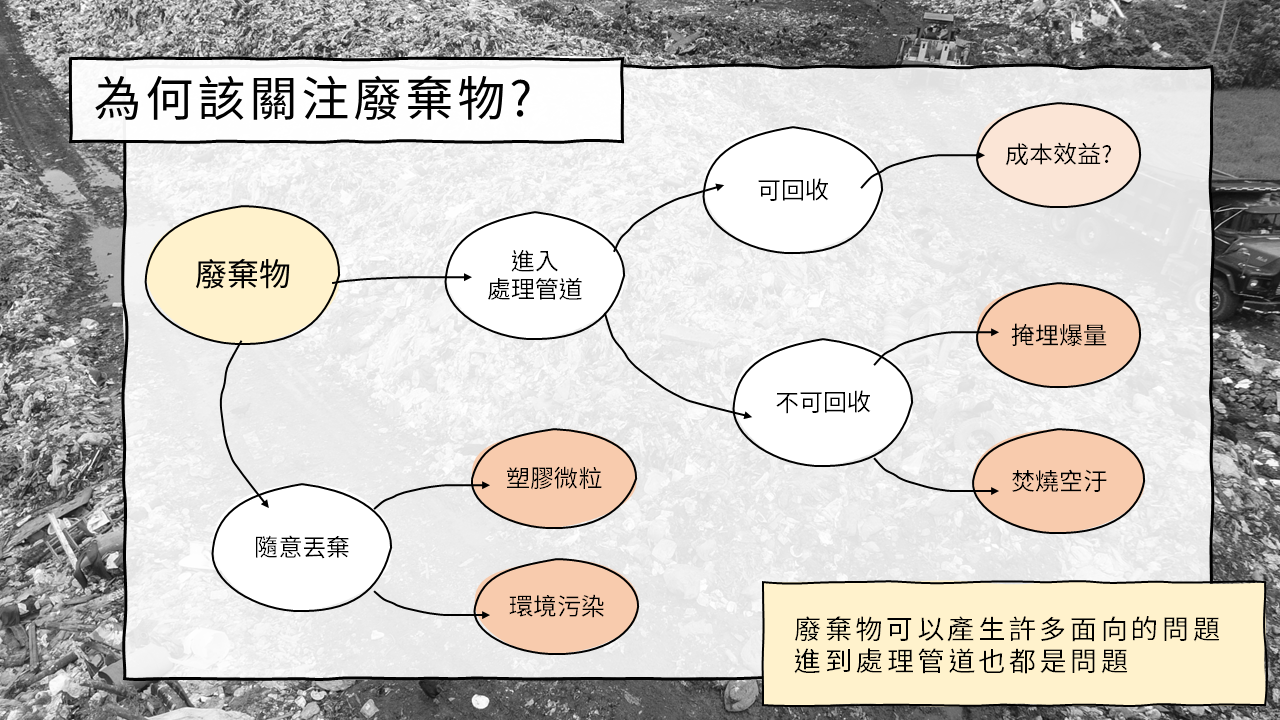 為何該關注廢棄物?
廢棄物
進入
處理管道
可回收
成本效益?
不可回收
掩埋爆量
焚燒空汙
隨意丟棄
塑膠微粒
環境污染
廢棄物可以產生許多面向的問題
進到處理管道也都是問題